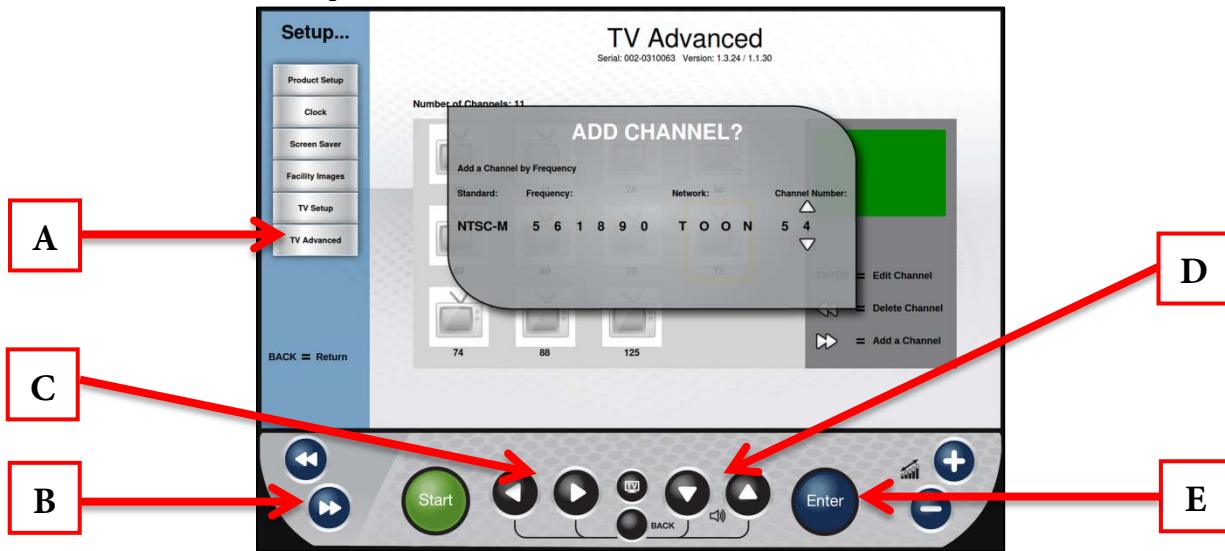 Setup...
Product Setup
Clock
Screen Saver
Facility Images
TV Setup
TV Advanced
BACK = Return
TV Advanced
Serial: 002-0310063 Version: 1.3.24 / 1.1.30
Number of Channels: 11
ADD CHANNEL?
Add a Channel by Frequency
Standard: Frequency: Network: Channel Number:
NTSC-M 5 6 1 8 9 0 T O O N 5 4
28
69 72 73
74 88 125
ENTER = Edit Channel
= Delete Channel
= Add a Channel
A
B
C
D
E
Start
TV
BACK
Enter